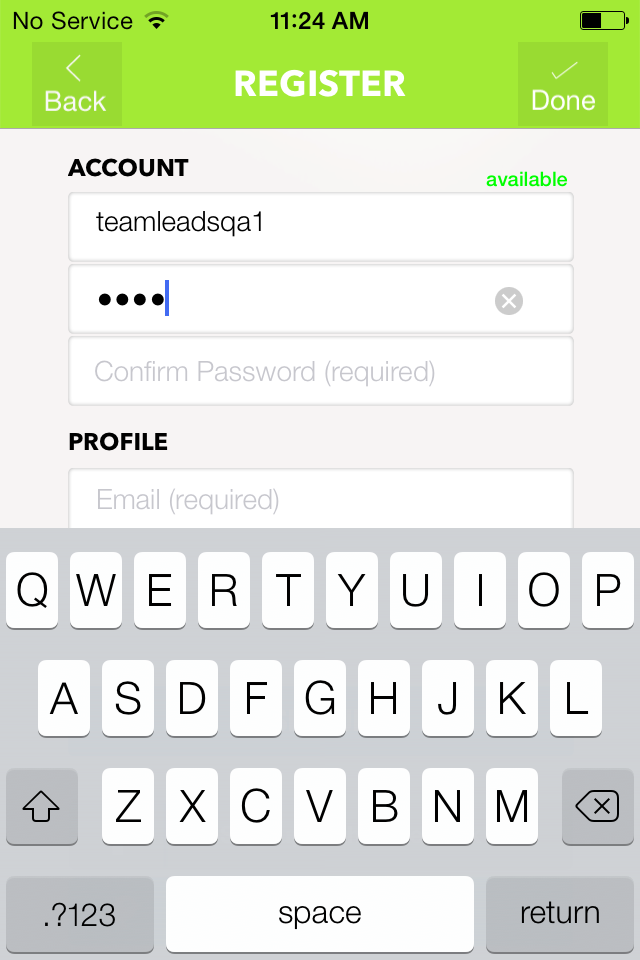 No Service 11:24 AM
Back REGISTER Done
ACCOUNT
available
teamleadsqa1
••••
Confirm Password (required)
PROFILE
Email (required)
Q W E R T Y U I O P
A S D F G H J K L
Z X C V B N M
.?123 space return